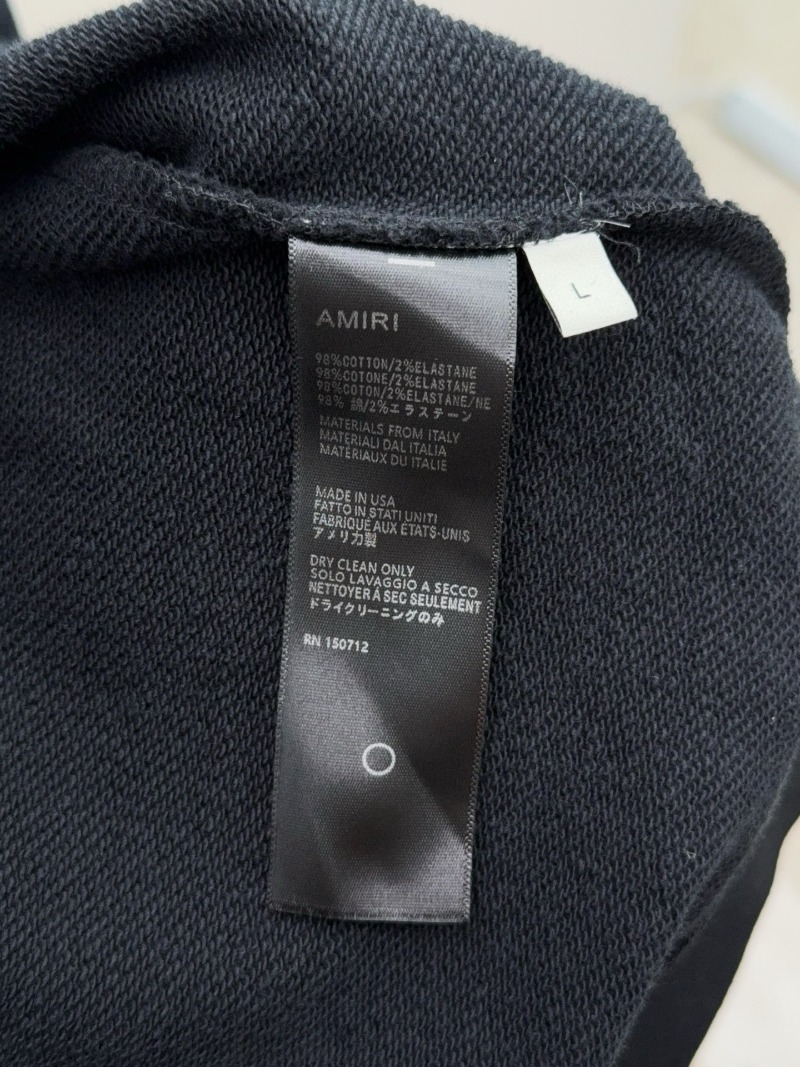 AMIRI
98%COTTON/2%ELASTANE
98%COTONE/2%ELASTANE
98%COTON/2%ELASTANE/NE
98% 綿/2%エラステーン
MATERIALS FROM ITALY
MATERIALI DAL ITALIA
MATÉRIAUX DU ITALIE
MADE IN USA
FATTO IN STATI UNITI
FABRIQUÉ AUX ÉTATS-UNIS
アメリカ製
DRY CLEAN ONLY
SOLO LAVAGGIO A SECCO
NETTOYER À SEC SEULEMENT
ドライクリーニングのみ
RN 150712
L